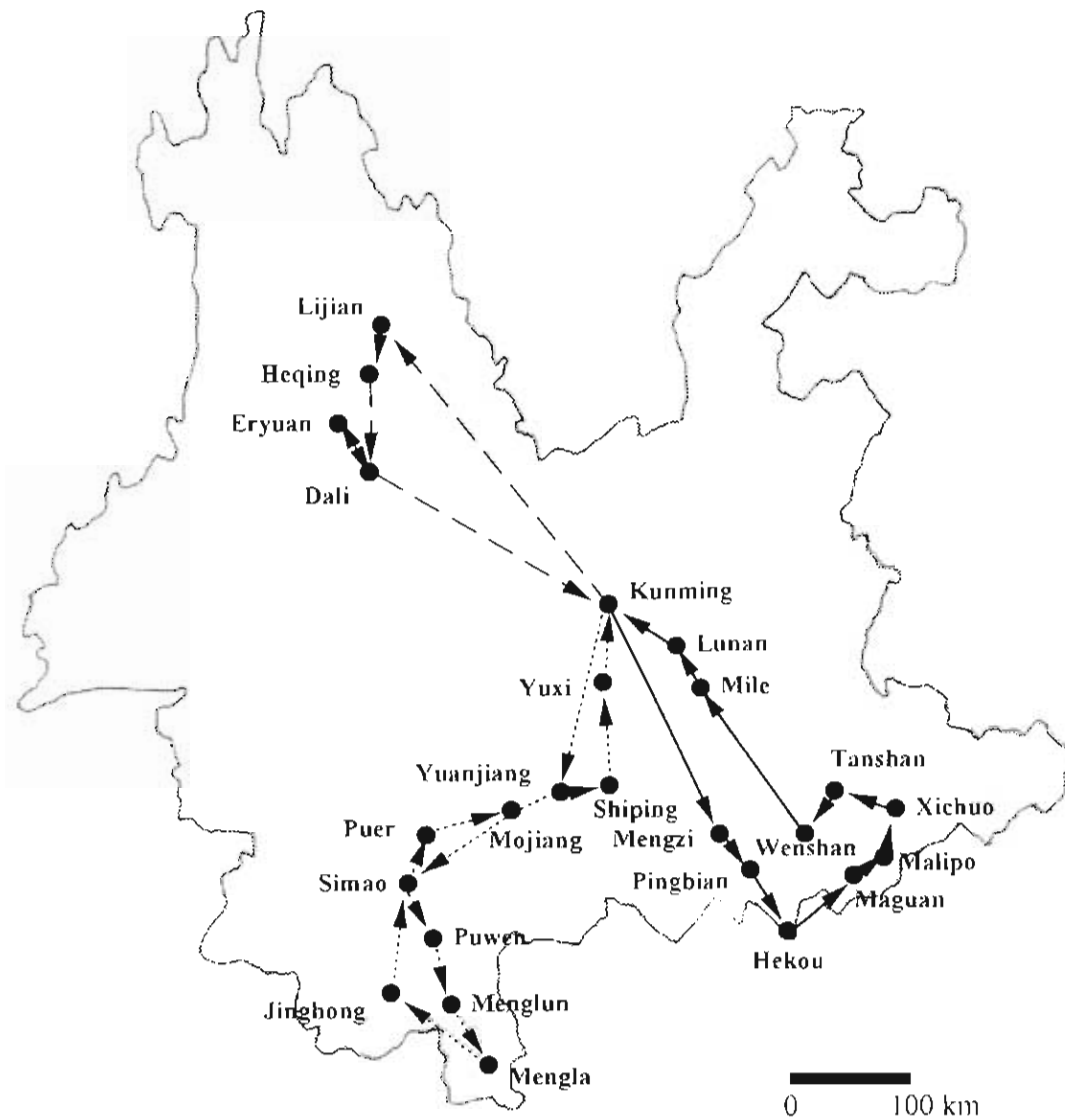 Lijian
Heqing
Eryuan
Dali
Kunming
Lunan
Yuxi
Mile
Tanshan
Yuanjiang
Xichuo
Shiping
Puer
Mojiang
Mengzi
Wenshan
Malipo
Simao
Pingbian
Maguan
Puwen
Hekou
Jinghong
Menglun
Mengla
0 100 km